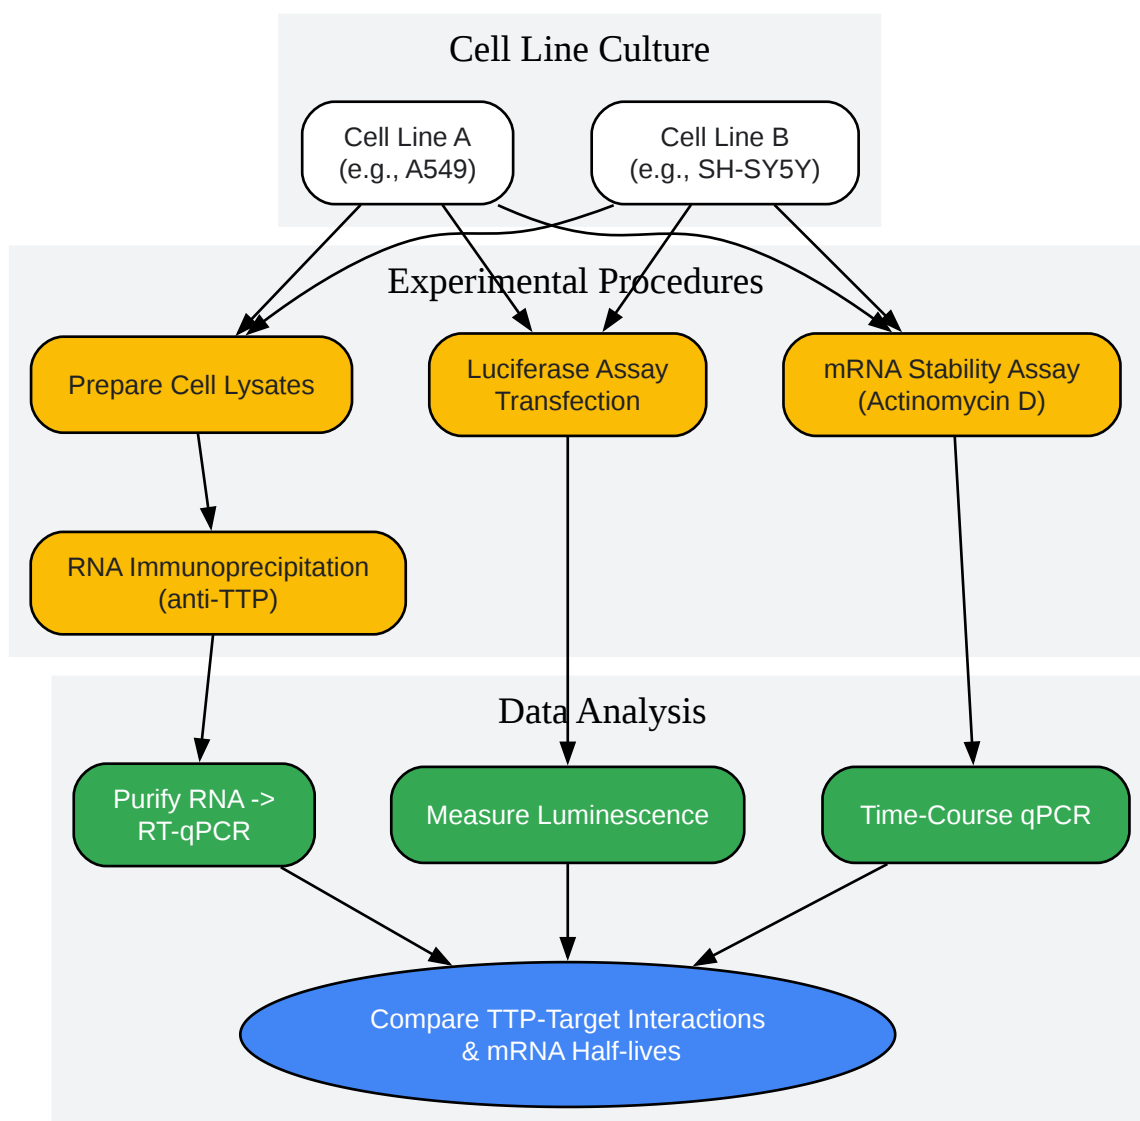 Cell Line Culture
Cell Line A
(e.g., A549)
Cell Line B
(e.g., SH-SY5Y)
Experimental Procedures
Prepare Cell Lysates
Luciferase Assay
Transfection
mRNA Stability Assay
(Actinomycin D)
RNA Immunoprecipitation
(anti-TTP)
Data Analysis
Purify RNA ->
RT-qPCR
Measure Luminescence
Time-Course qPCR
Compare TTP-Target Interactions
& mRNA Half-lives